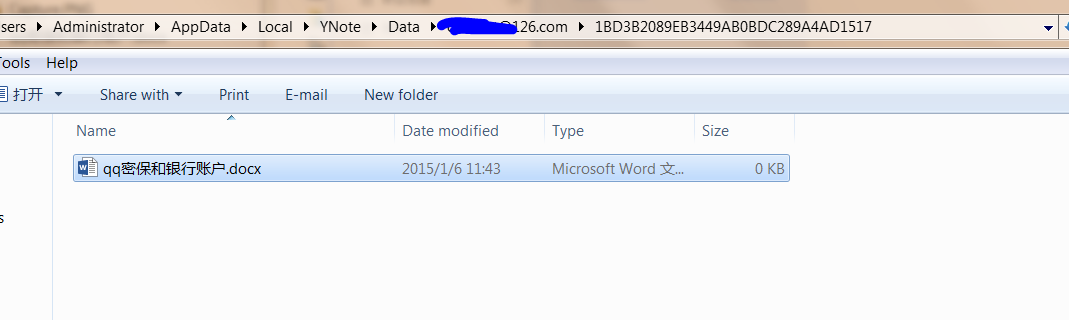 sers ▸ Administrator ▸ AppData ▸ Local ▸ YNote ▸ Data ▸ @126.com ▸ 1BD3B2089EB3449AB0BDC289A4AD1517
Tools Help
打开 Share with Print E-mail New folder
Name Date modified Type Size
qq密保和银行账户.docx 2015/1/6 11:43 Microsoft Word 文... 0 KB
s